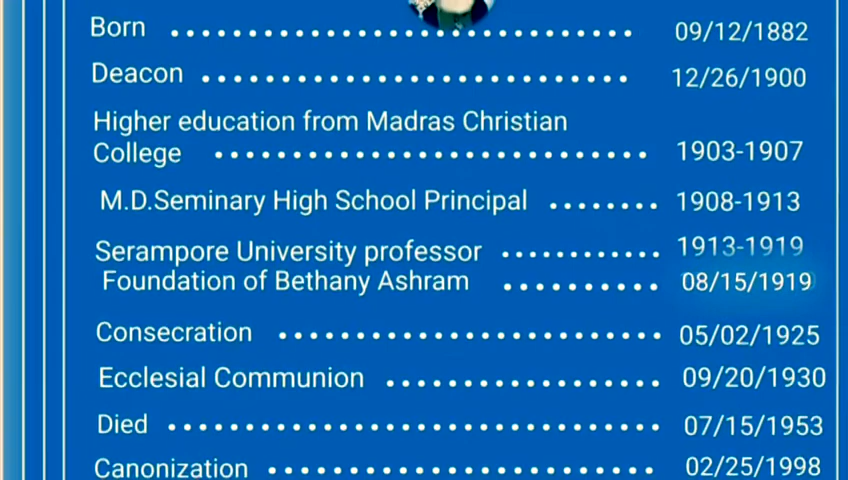 Born ................................. 09/12/1882
Deacon ............................ 12/26/1900
Higher education from Madras Christian
College ............................ 1903-1907
M.D.Seminary High School Principal ........ 1908-1913
Serampore University professor ............ 1913-1919
Foundation of Bethany Ashram .......... 08/15/1919
Consecration .............................. 05/02/1925
Ecclesial Communion ..................... 09/20/1930
Died ...................................... 07/15/1953
Canonization .............................. 02/25/1998